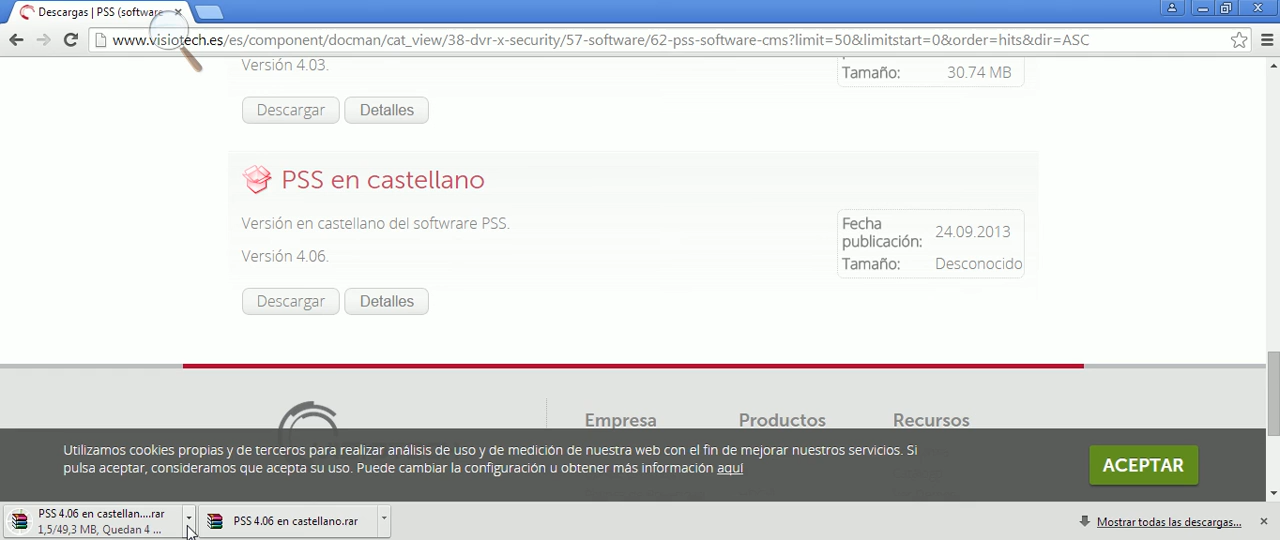 Descargas | PSS (software
www.visiotech.es/es/component/docman/cat_view/38-dvr-x-security/57-software/62-pss-software-cms?limit=50&limitstart=0&order=hits&dir=ASC
Versión 4.03.
Tamaño: 30.74 MB
Descargar Detalles
PSS en castellano
Versión en castellano del softwrare PSS.
Fecha publicación: 24.09.2013
Versión 4.06.
Tamaño: Desconocido
Descargar Detalles
Empresa Productos Recursos
Utilizamos cookies propias y de terceros para realizar análisis de uso y de medición de nuestra web con el fin de mejorar nuestros servicios. Si
pulsa aceptar, consideramos que acepta su uso. Puede cambiar la configuración u obtener más información aquí
ACEPTAR
PSS 4.06 en castellan....rar
1,5/49,3 MB, Quedan 4 ...
PSS 4.06 en castellano.rar
Mostrar todas las descargas...